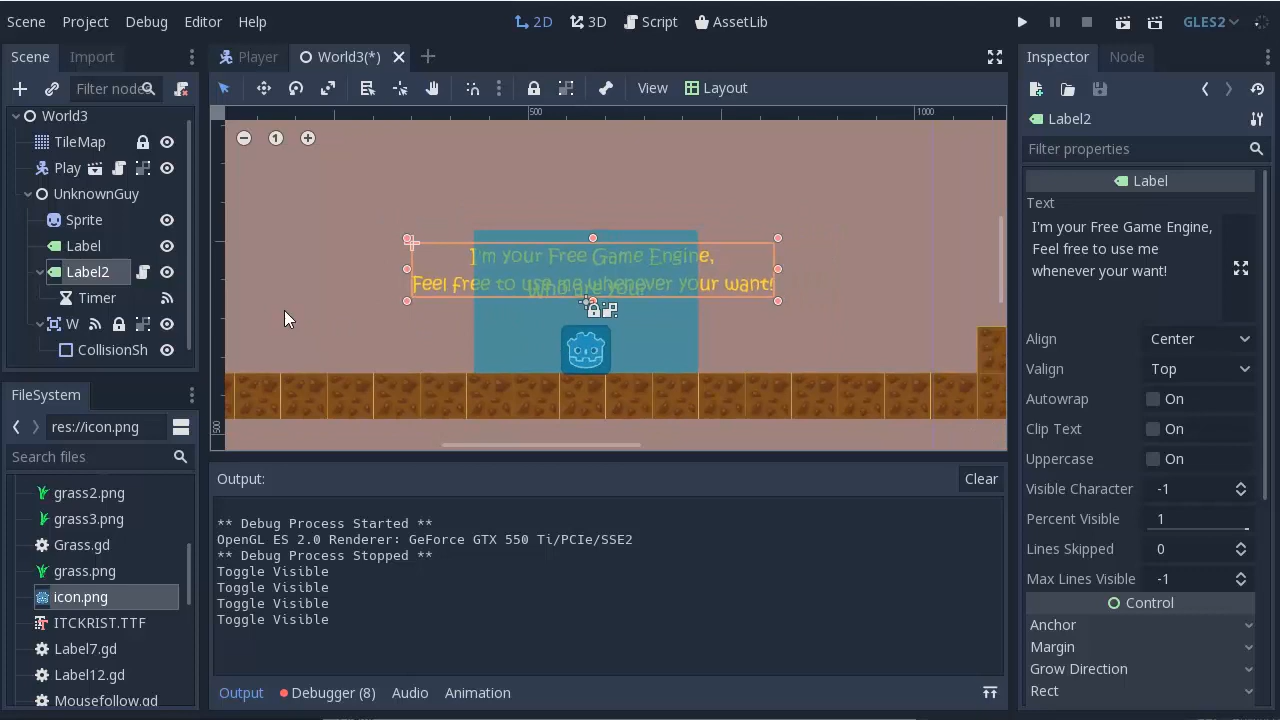 Scene Project Debug Editor Help 2D 3D Script AssetLib GLES2
Scene Import Player World3(*) Inspector Node
Filter nodes View Layout
World3
TileMap
Play
UnknownGuy
Sprite
Label
Label2
Timer
W
CollisionSh
500 1000
1
I'm your Free Game Engine,
Feel free to use me whenever your want!
Who are you?
500
FileSystem
res://icon.png
Search files
grass2.png
grass3.png
Grass.gd
grass.png
icon.png
ITCKRIST.TTF
Label7.gd
Label12.gd
Mousefollow.gd
Output: Clear
** Debug Process Started **
OpenGL ES 2.0 Renderer: GeForce GTX 550 Ti/PCIe/SSE2
** Debug Process Stopped **
Toggle Visible
Toggle Visible
Toggle Visible
Toggle Visible
Output Debugger (8) Audio Animation
Label2
Filter properties
Label
Text
I'm your Free Game Engine,
Feel free to use me
whenever your want!
Align Center
Valign Top
Autowrap On
Clip Text On
Uppercase On
Visible Character -1
Percent Visible 1
Lines Skipped 0
Max Lines Visible -1
Control
Anchor
Margin
Grow Direction
Rect